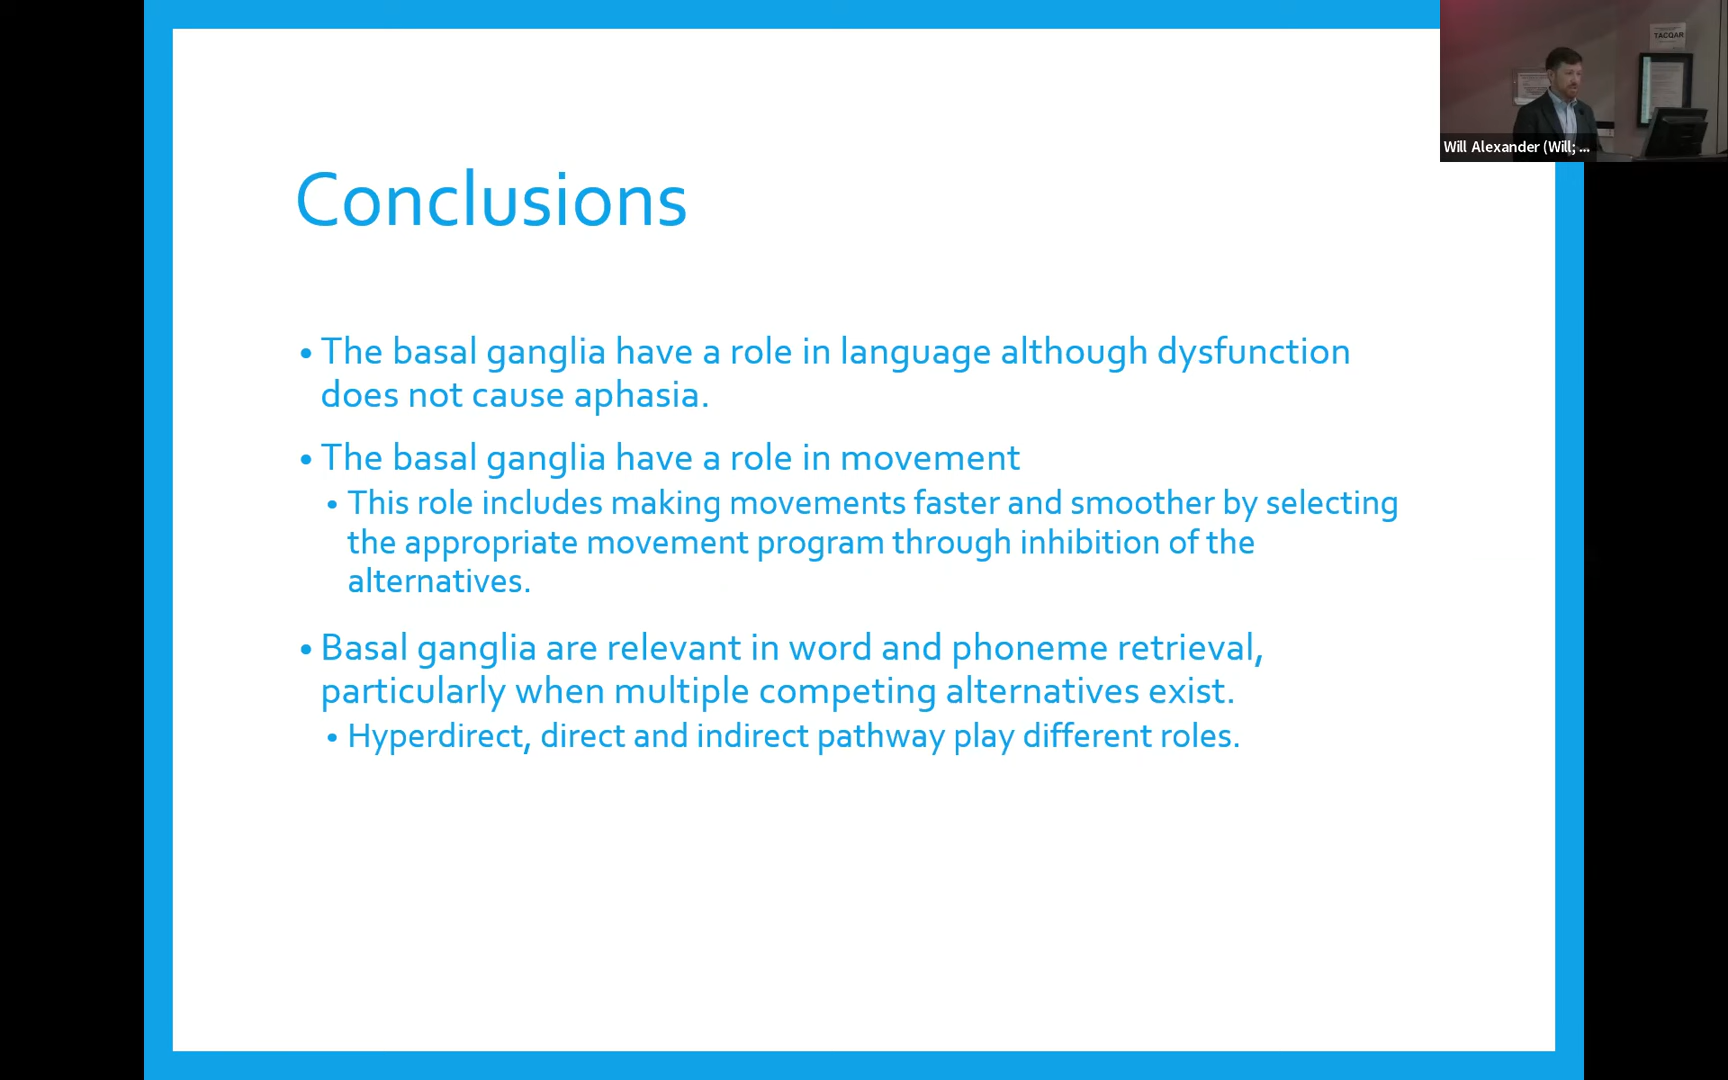 Conclusions
• The basal ganglia have a role in language although dysfunction
does not cause aphasia.
• The basal ganglia have a role in movement
• This role includes making movements faster and smoother by selecting
the appropriate movement program through inhibition of the
alternatives.
• Basal ganglia are relevant in word and phoneme retrieval,
particularly when multiple competing alternatives exist.
• Hyperdirect, direct and indirect pathway play different roles.
TACQAR
Will Alexander (Will; ...